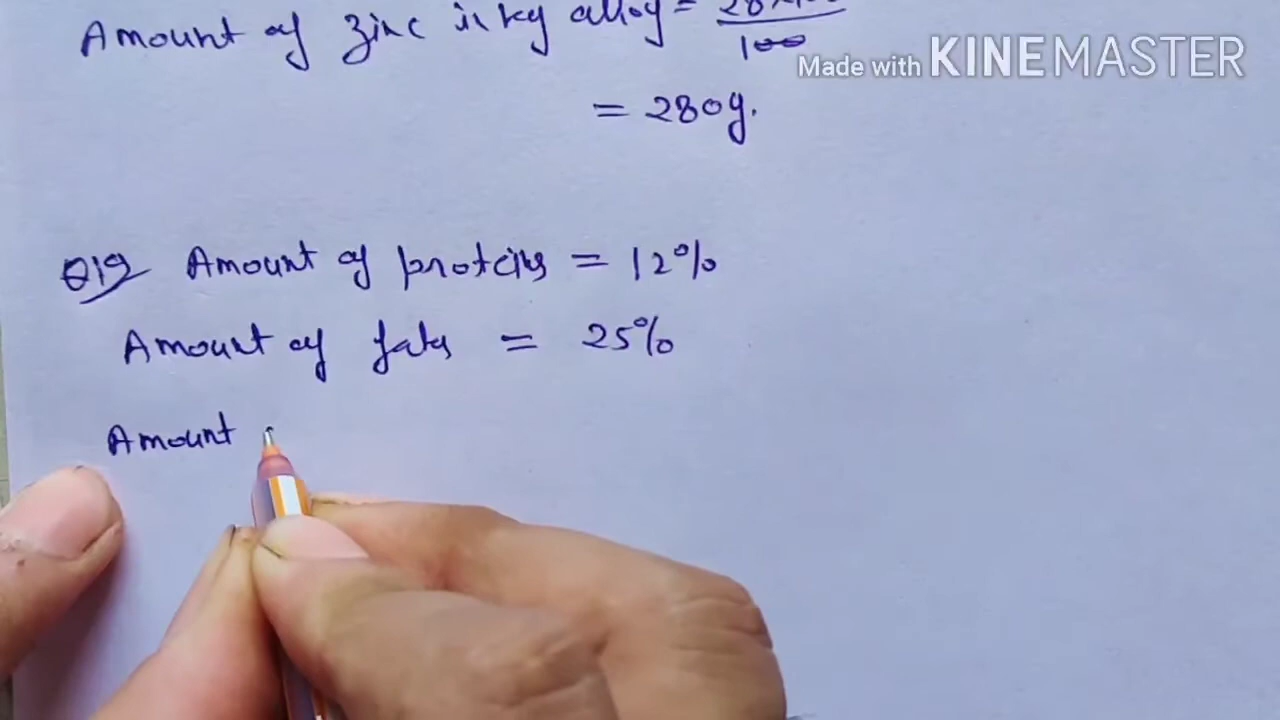 Amount of zinc in kg alloy =
100
Made with KINEMASTER
= 280g.
Q19 Amount of proteins = 12%
Amount of fats = 25%
Amount